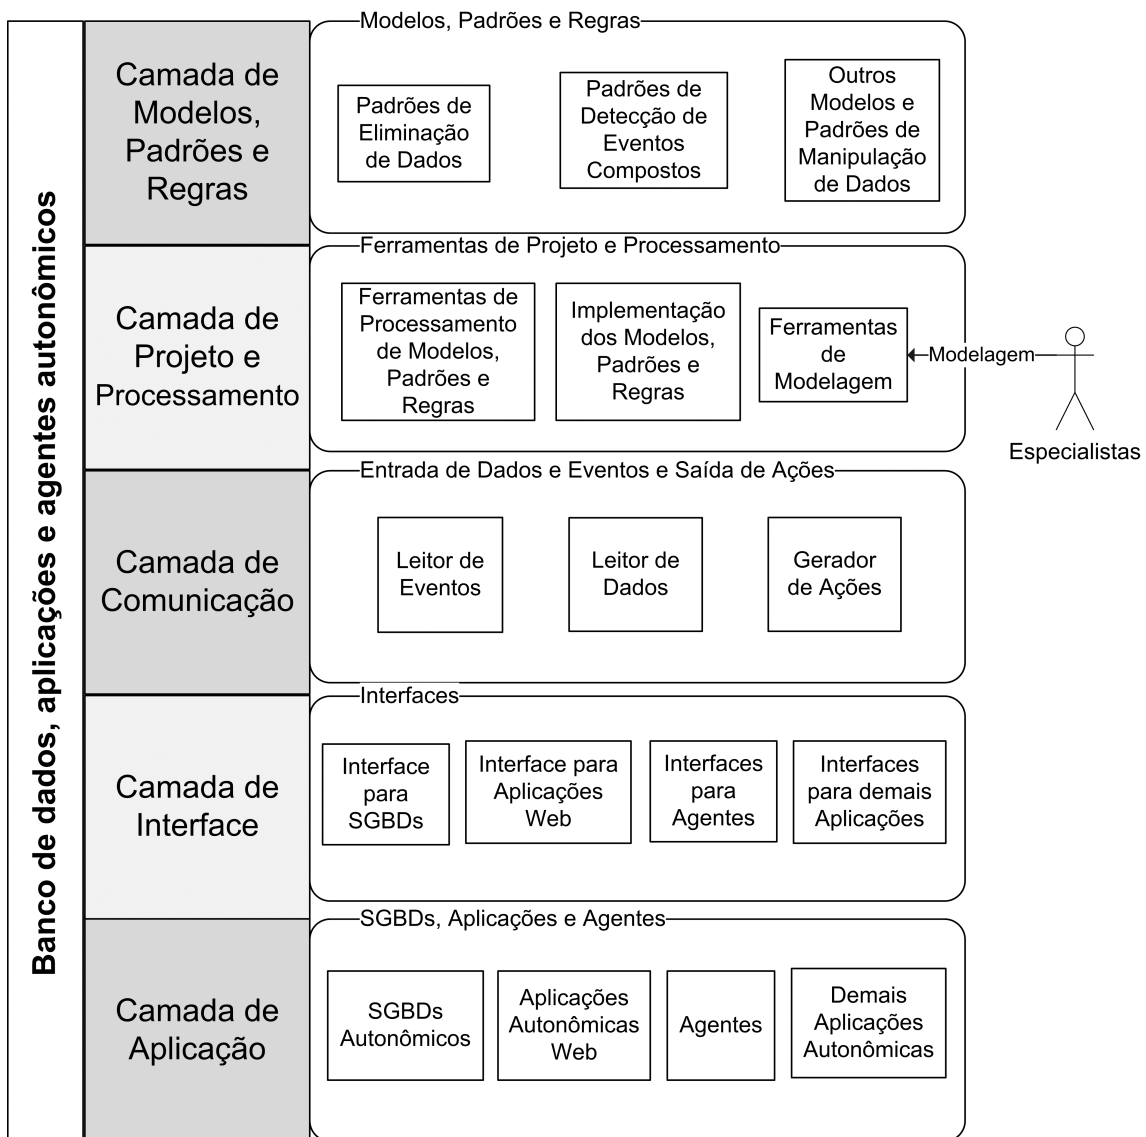 Banco de dados, aplicações e agentes autonômicos
Camada de
Modelos,
Padrões e
Regras
Modelos, Padrões e Regras
Padrões de
Eliminação
de Dados
Padrões de
Detecção de
Eventos
Compostos
Outros
Modelos e
Padrões de
Manipulação
de Dados
Camada de
Projeto e
Processamento
Ferramentas de Projeto e Processamento
Ferramentas de
Processamento
de Modelos,
Padrões e
Regras
Implementação
dos Modelos,
Padrões e
Regras
Ferramentas
de
Modelagem
Modelagem
Especialistas
Camada de
Comunicação
Entrada de Dados e Eventos e Saída de Ações
Leitor de
Eventos
Leitor de
Dados
Gerador
de Ações
Camada de
Interface
Interfaces
Interface
para
SGBDs
Interface para
Aplicações
Web
Interfaces
para
Agentes
Interfaces
para demais
Aplicações
Camada de
Aplicação
SGBDs, Aplicações e Agentes
SGBDs
Autonômicos
Aplicações
Autonômicas
Web
Agentes
Demais
Aplicações
Autonômicas